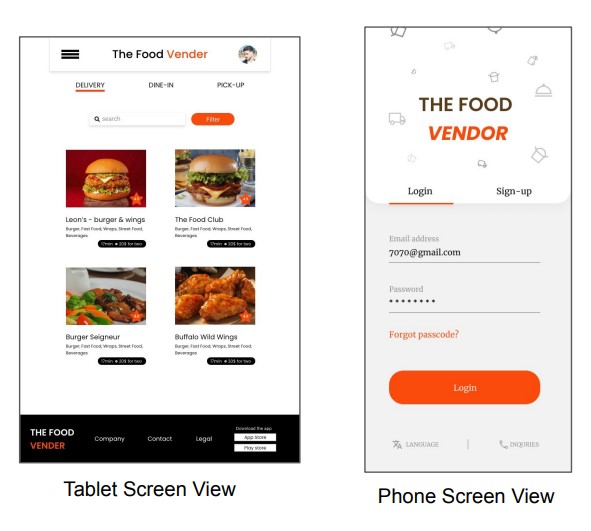 The Food Vender
DELIVERY DINE-IN PICK-UP
search Filter
Leon's - burger & wings
Burger, Fast Food, Wraps, Street Food,
Beverages
17min ● 20$ for two
The Food Club
Burger, Fast Food, Wraps, Street Food,
Beverages
17min ● 20$ for two
Burger Seigneur
Burger, Fast Food, Wraps, Street Food,
Beverages
17min ● 20$ for two
Buffalo Wild Wings
Burger, Fast Food, Wraps, Street Food,
Beverages
17min ● 20$ for two
THE FOOD
VENDER
Company Contact Legal
Download the app
App Store
Play store
Tablet Screen View
THE FOOD
VENDOR
Login Sign-up
Email address
7070@gmail.com
Password
Forgot passcode?
Login
LANGUAGE | INQUIRIES
Phone Screen View